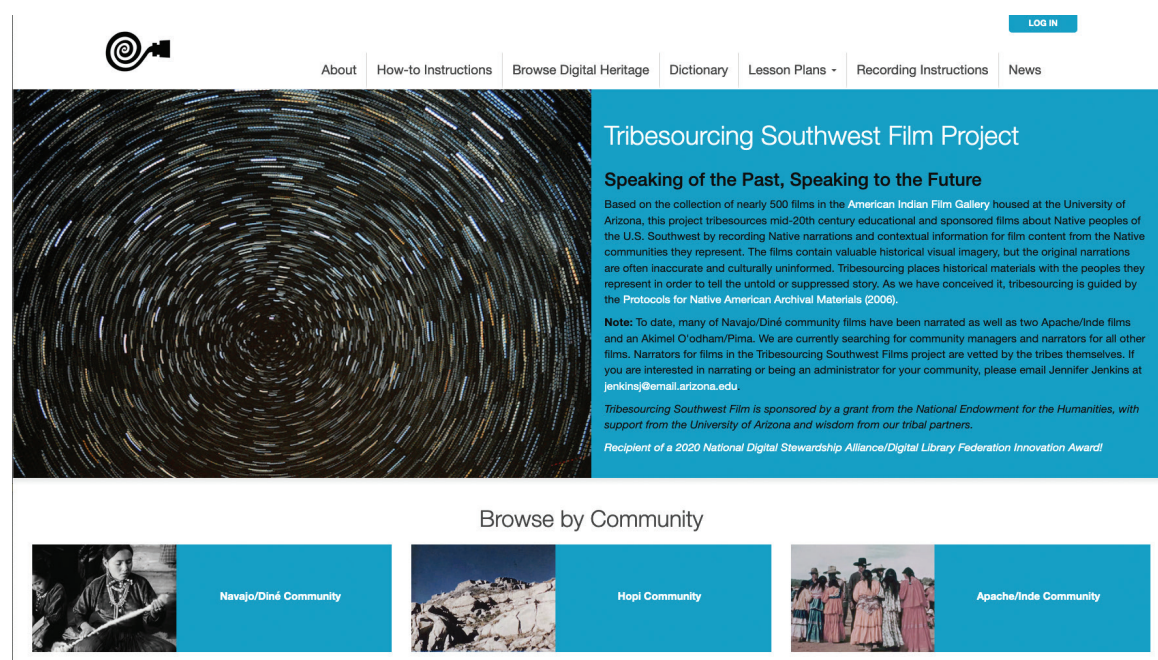 LOG IN
About
How-to Instructions
Browse Digital Heritage
Dictionary
Lesson Plans
Recording Instructions
News
Tribesourcing Southwest Film Project
Speaking of the Past, Speaking to the Future
Based on the collection of nearly 500 films in the American Indian Film Gallery housed at the University of
Arizona, this project tribesources mid-20th century educational and sponsored films about Native peoples of
the U.S. Southwest by recording Native narrations and contextual information for film content from the Native
communities they represent. The films contain valuable historical visual imagery, but the original narrations
are often inaccurate and culturally uninformed. Tribesourcing places historical materials with the peoples they
represent in order to tell the untold or suppressed story. As we have conceived it, tribesourcing is guided by
the Protocols for Native American Archival Materials (2006).
Note: To date, many of Navajo/Diné community films have been narrated as well as two Apache/Inde films
and an Akimel O'odham/Pima. We are currently searching for community managers and narrators for all other
films. Narrators for films in the Tribesourcing Southwest Films project are vetted by the tribes themselves. If
you are interested in narrating or being an administrator for your community, please email Jennifer Jenkins at
jenkinsj@email.arizona.edu.
Tribesourcing Southwest Film is sponsored by a grant from the National Endowment for the Humanities, with
support from the University of Arizona and wisdom from our tribal partners.
Recipient of a 2020 National Digital Stewardship Alliance/Digital Library Federation Innovation Award!
Browse by Community
Navajo/Diné Community
Hopi Community
Apache/Inde Community